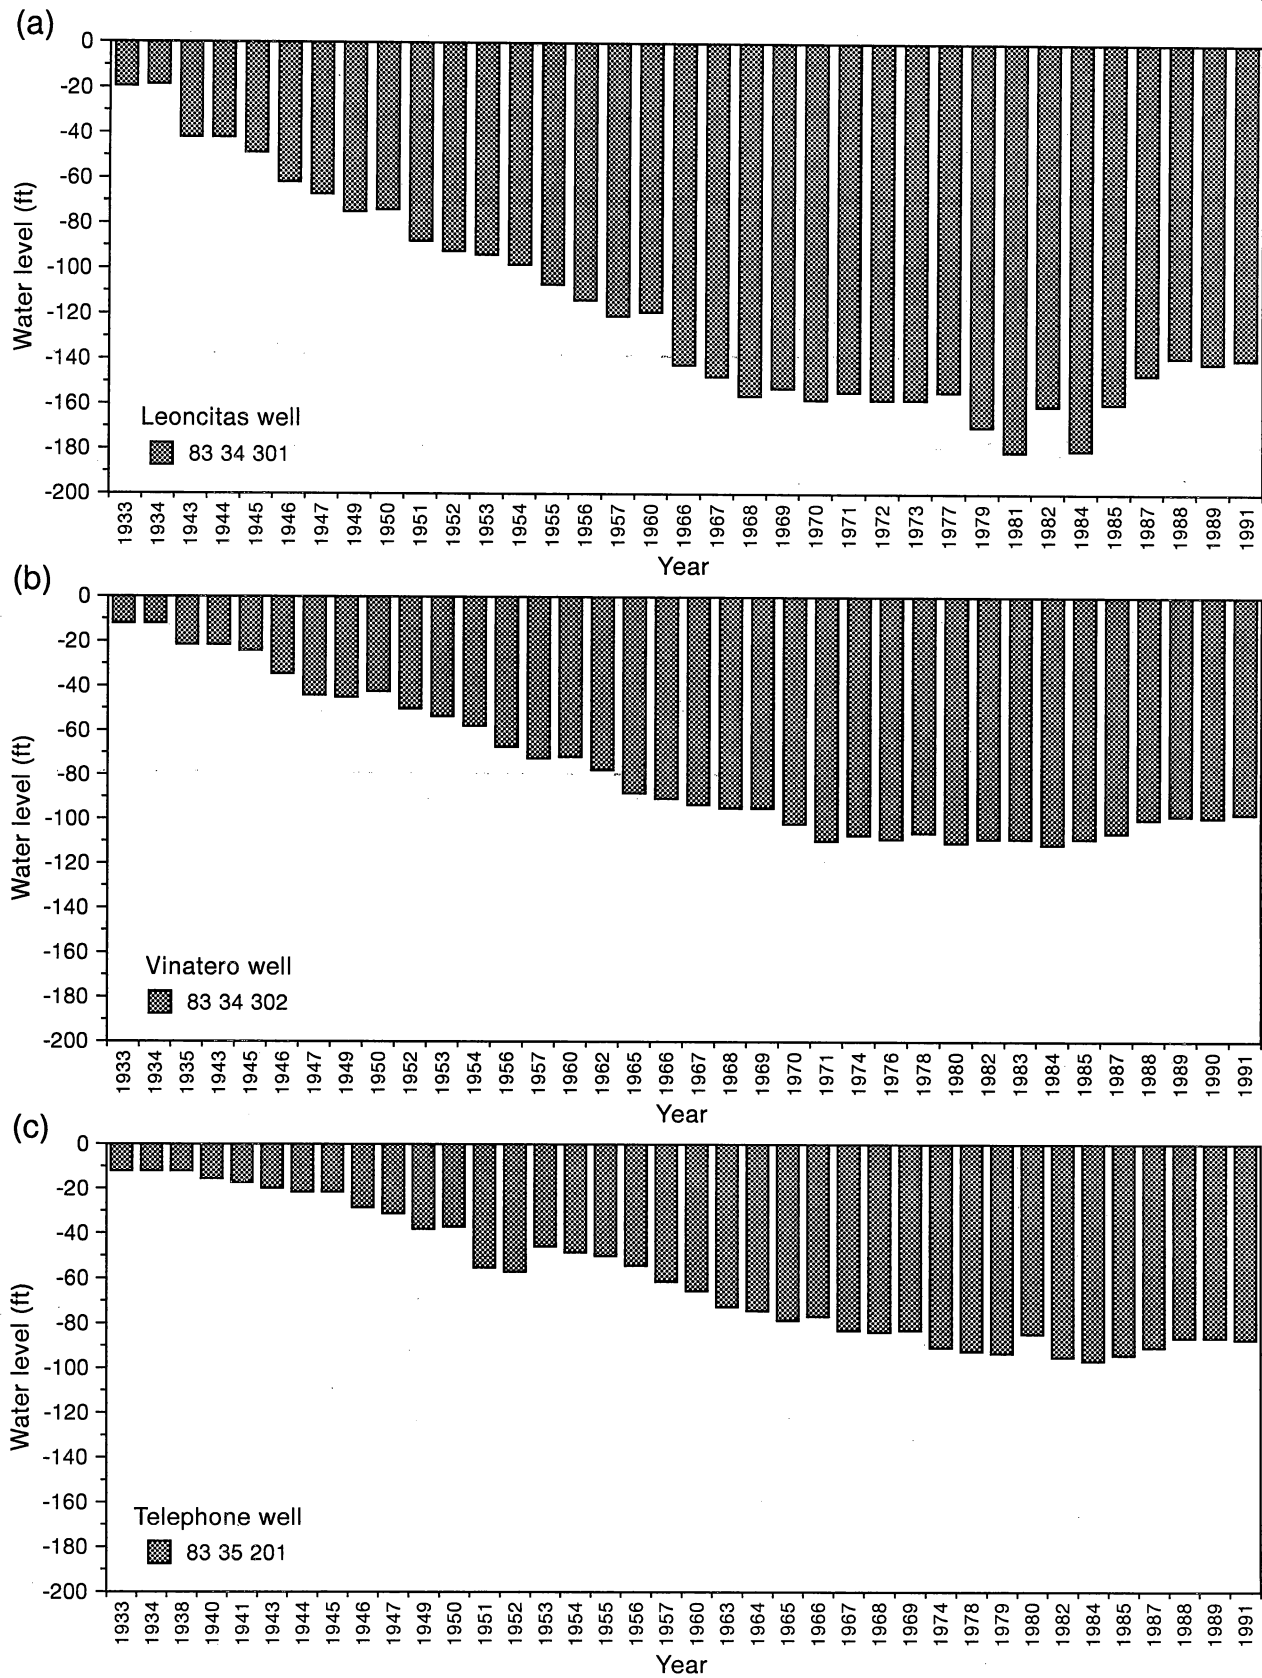 (a)
0
-20
-40
-60
-80
-100
-120
-140
-160
-180
-200
Water level (ft)
Leoncitas well
83 34 301
1933 1934 1943 1944 1945 1946 1947 1949 1950 1951 1952 1953 1954 1955 1956 1957 1960 1966 1967 1968 1969 1970 1971 1972 1973 1977 1979 1981 1982 1984 1985 1987 1988 1989 1991
Year
(b)
0
-20
-40
-60
-80
-100
-120
-140
-160
-180
-200
Water level (ft)
Vinatero well
83 34 302
1933 1934 1935 1943 1945 1946 1947 1949 1950 1952 1953 1954 1956 1957 1960 1962 1965 1966 1967 1968 1969 1970 1971 1974 1976 1978 1980 1982 1983 1984 1985 1987 1988 1989 1990 1991
Year
(c)
0
-20
-40
-60
-80
-100
-120
-140
-160
-180
-200
Water level (ft)
Telephone well
83 35 201
1933 1934 1938 1940 1941 1943 1944 1945 1946 1947 1949 1950 1951 1952 1953 1954 1955 1956 1957 1960 1963 1964 1965 1966 1967 1968 1969 1974 1978 1979 1980 1982 1984 1985 1987 1988 1989 1991
Year